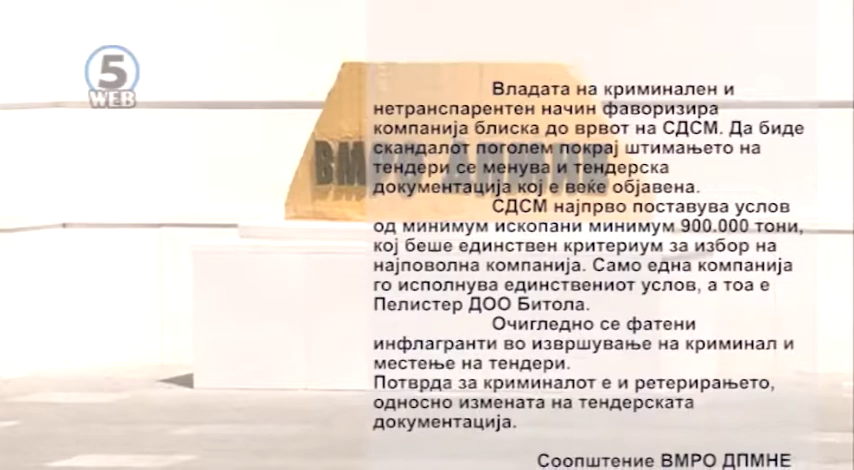 5
WEB
ВМРО ДПМНЕ
Владата на криминален и
нетранспарентен начин фаворизира
компанија блиска до врвот на СДСМ. Да биде
скандалот поголем покрај штимањето на
тендери се менува и тендерска
документација кој е веќе објавена.
СДСМ најпрво поставува услов
од минимум ископани минимум 900.000 тони,
кој беше единствен критериум за избор на
најповолна компанија. Само една компанија
го исполнува единствениот услов, а тоа е
Пелистер ДОО Битола.
Очигледно се фатени
инфлагранти во извршување на криминал и
местење на тендери.
Потврда за криминалот е и ретерирањето,
односно измената на тендерската
документација.
Соопштение ВМРО ДПМНЕ